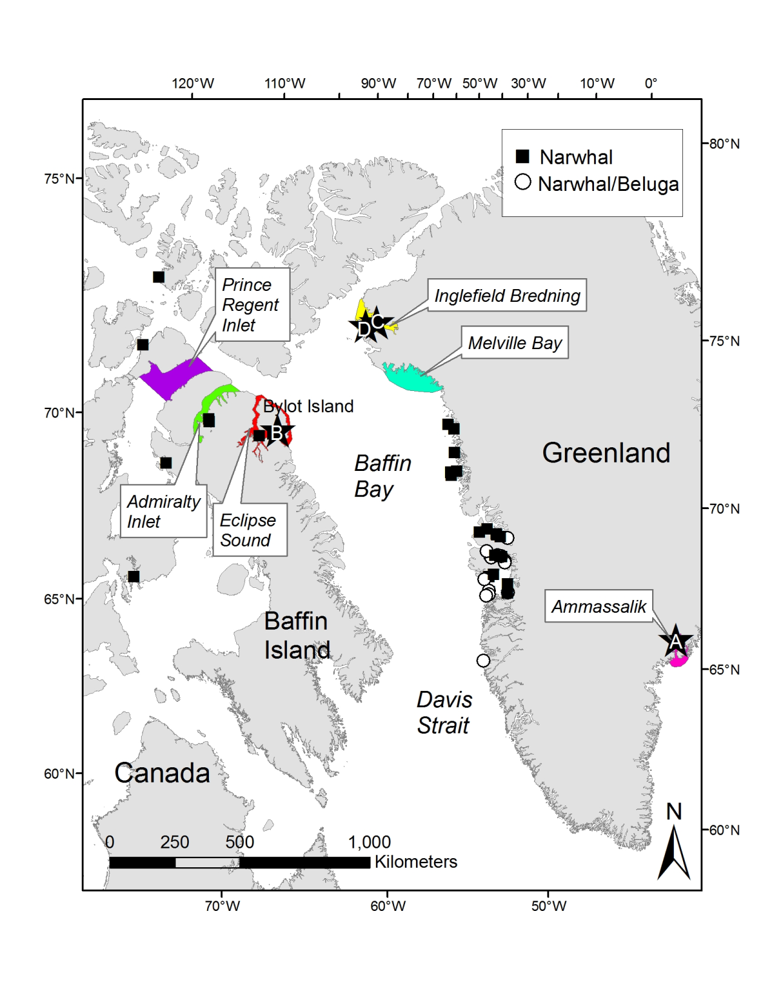 120°W 110°W 90°W 70°W 50°W 30°W 10°W 0°
80°N
Narwhal
75°N
Narwhal/Beluga
Prince
Regent
Inlet
Inglefield Bredning
C
D
75°N
Melville Bay
70°N
Bylot Island
B
Greenland
Baffin
Bay
Admiralty
Inlet
70°N
Eclipse
Sound
65°N
Ammassalik
Baffin
Island
A
65°N
Davis
Strait
60°N
Canada
N
60°N
0 250 500 1,000
Kilometers
70°W 60°W 50°W